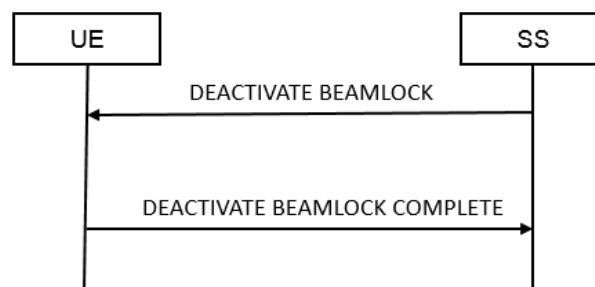 UE
SS
DEACTIVATE BEAMLOCK
DEACTIVATE BEAMLOCK COMPLETE